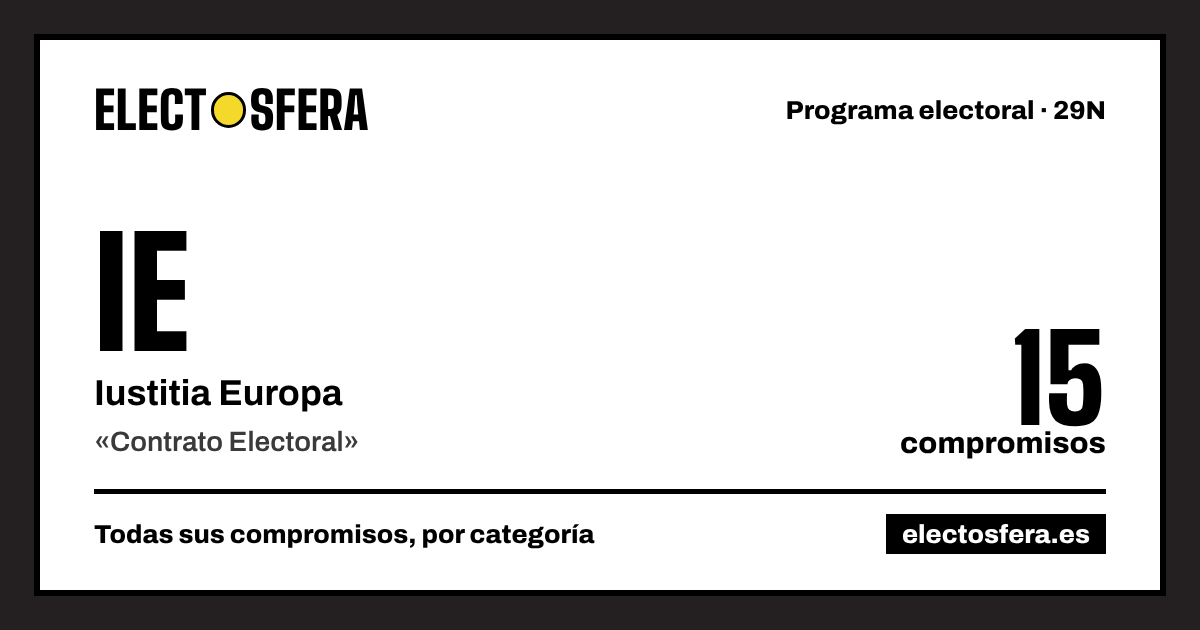 ELECTOSFERA
Programa electoral · 29N
IE
Iustitia Europa
«Contrato Electoral»
15
compromisos
Todas sus compromisos, por categoría
electosfera.es